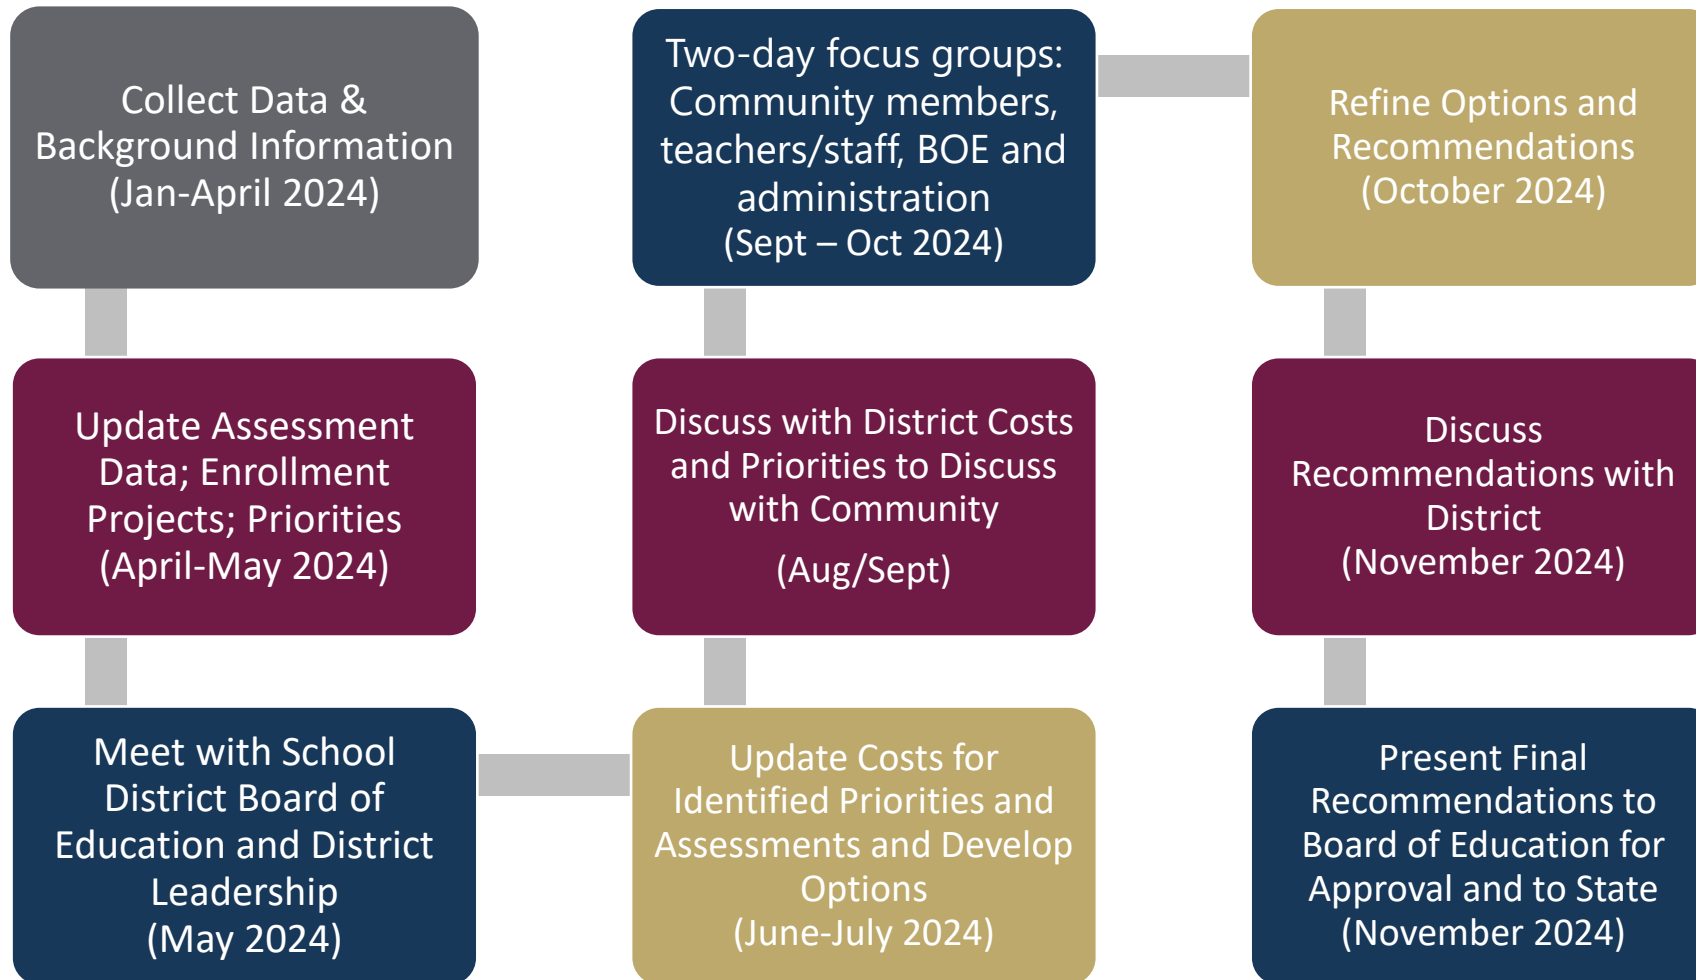 Collect Data &
Background Information
(Jan-April 2024)
Update Assessment
Data; Enrollment
Projects; Priorities
(April-May 2024)
Meet with School
District Board of
Education and District
Leadership
(May 2024)
Update Costs for
Identified Priorities and
Assessments and Develop
Options
(June-July 2024)
Discuss with District Costs
and Priorities to Discuss
with Community
(Aug/Sept)
Two-day focus groups:
Community members,
teachers/staff, BOE and
administration
(Sept – Oct 2024)
Refine Options and
Recommendations
(October 2024)
Discuss
Recommendations with
District
(November 2024)
Present Final
Recommendations to
Board of Education for
Approval and to State
(November 2024)